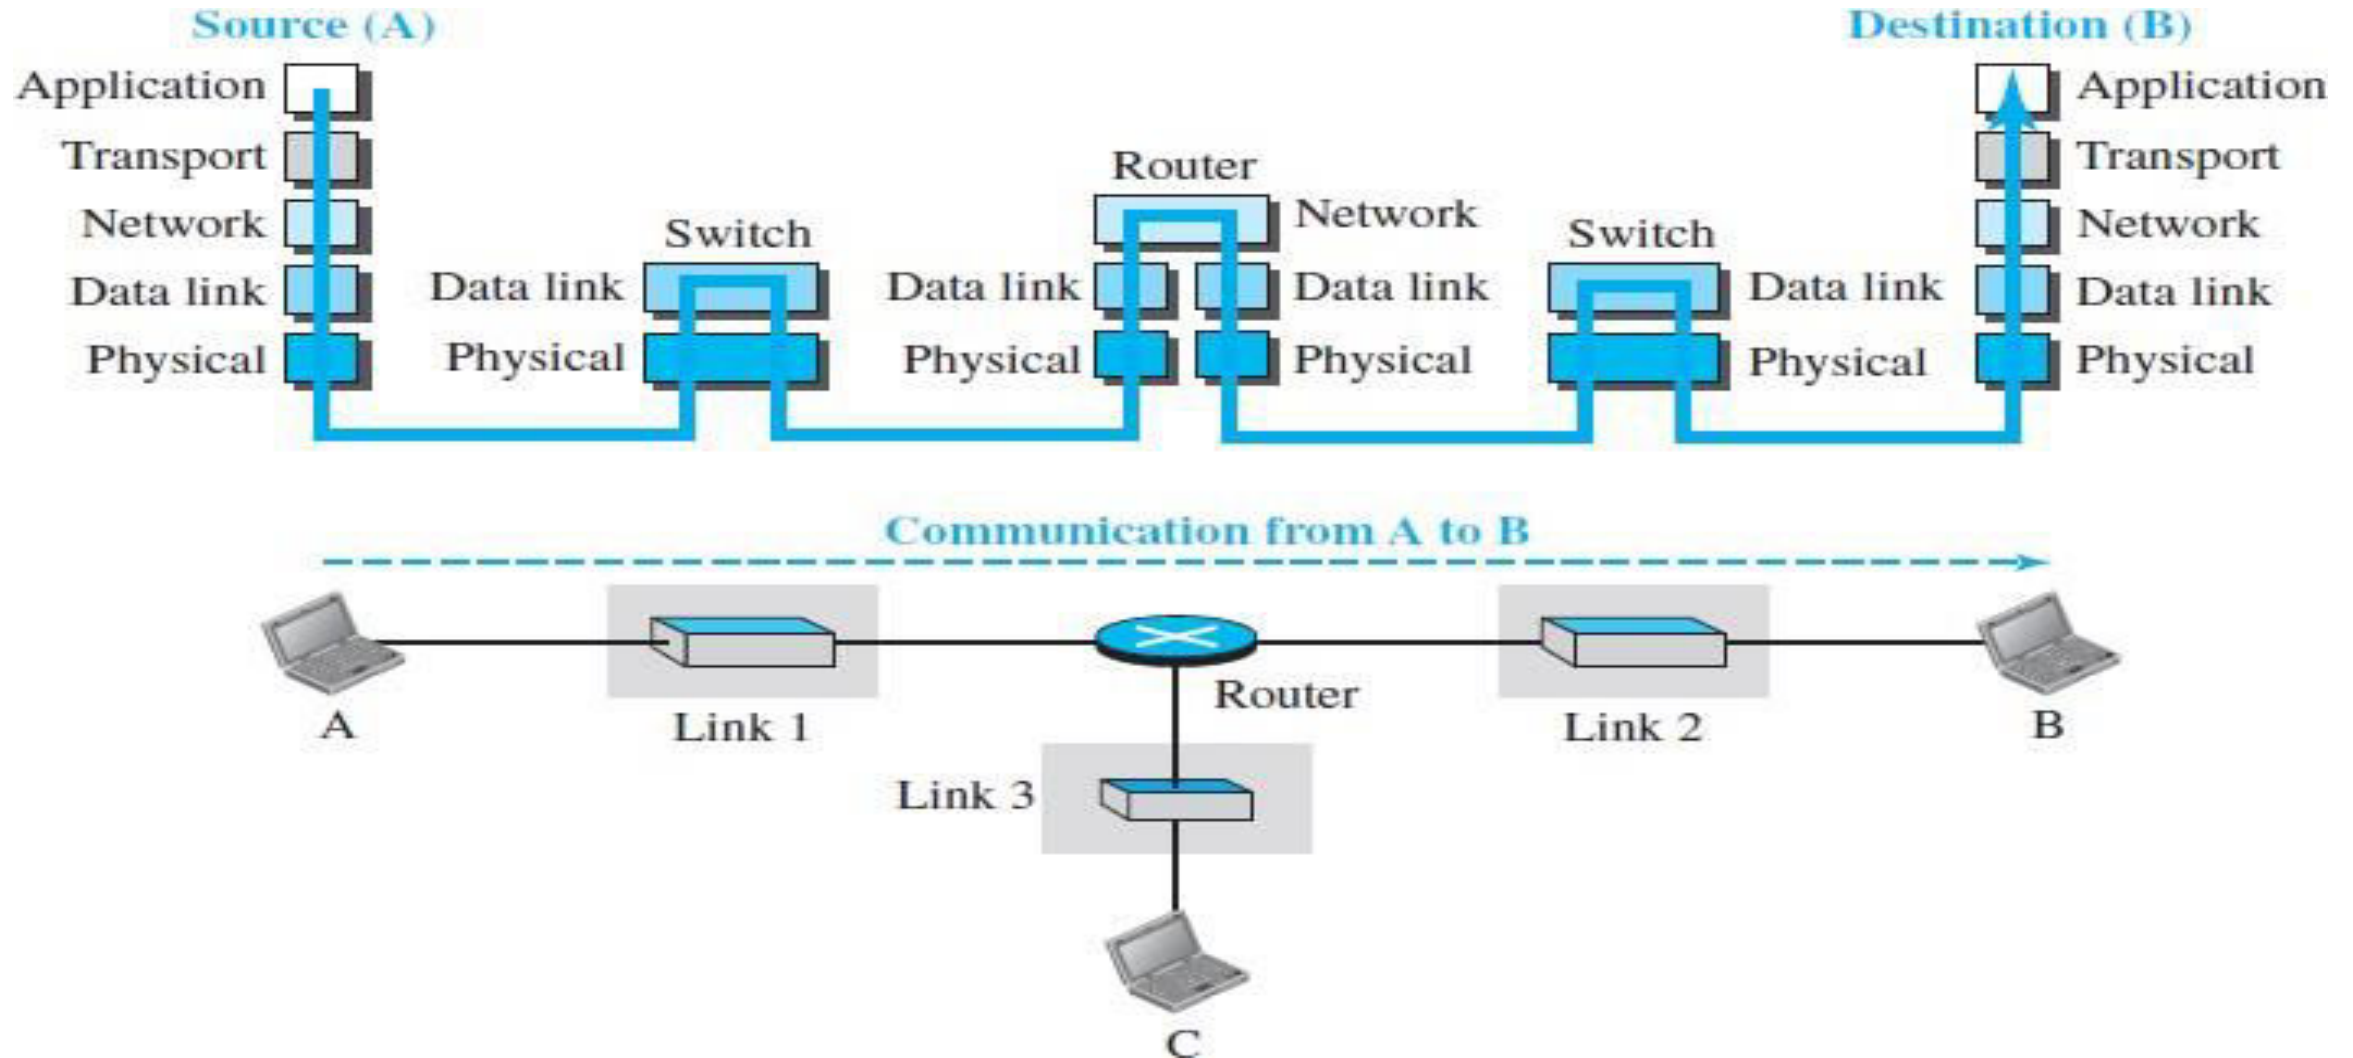 Source (A)
Destination (B)
Application
Transport
Network
Data link
Physical
Switch
Data link
Physical
Router
Network
Data link
Data link
Physical
Physical
Switch
Data link
Physical
Application
Transport
Network
Data link
Physical
Communication from A to B
A
Link 1
Router
Link 2
B
Link 3
C